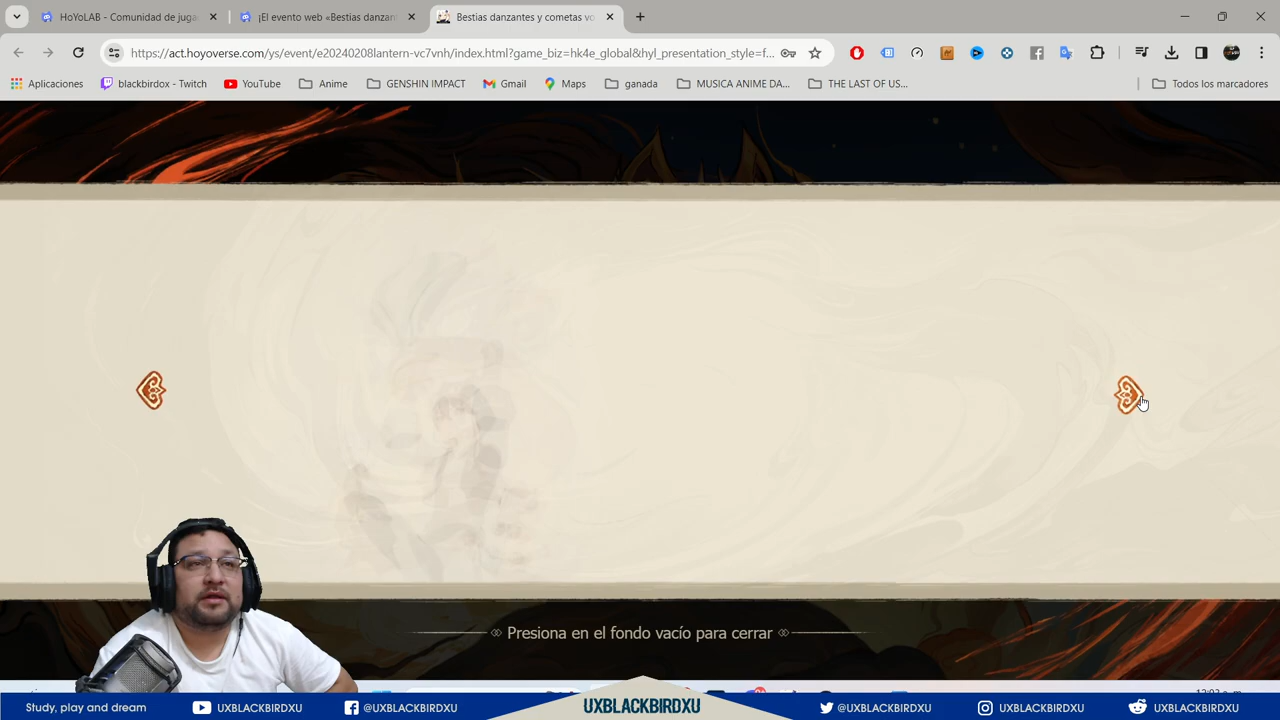 HoYoLAB - Comunidad de juga
¡El evento web «Bestias danzant
Bestias danzantes y cometas vo
https://act.hoyoverse.com/ys/event/e20240208lantern-vc7vnh/index.html?game_biz=hk4e_global&hyl_presentation_style=f...
Aplicaciones
blackbirdox - Twitch
YouTube
Anime
GENSHIN IMPACT
Gmail
Maps
ganada
MUSICA ANIME DA...
THE LAST OF US...
Todos los marcadores
Presiona en el fondo vacío para cerrar
Study, play and dream
UXBLACKBIRDXU
@UXBLACKBIRDXU
UXBLACKBIRDXU
@UXBLACKBIRDXU
UXBLACKBIRDXU
UXBLACKBIRDXU